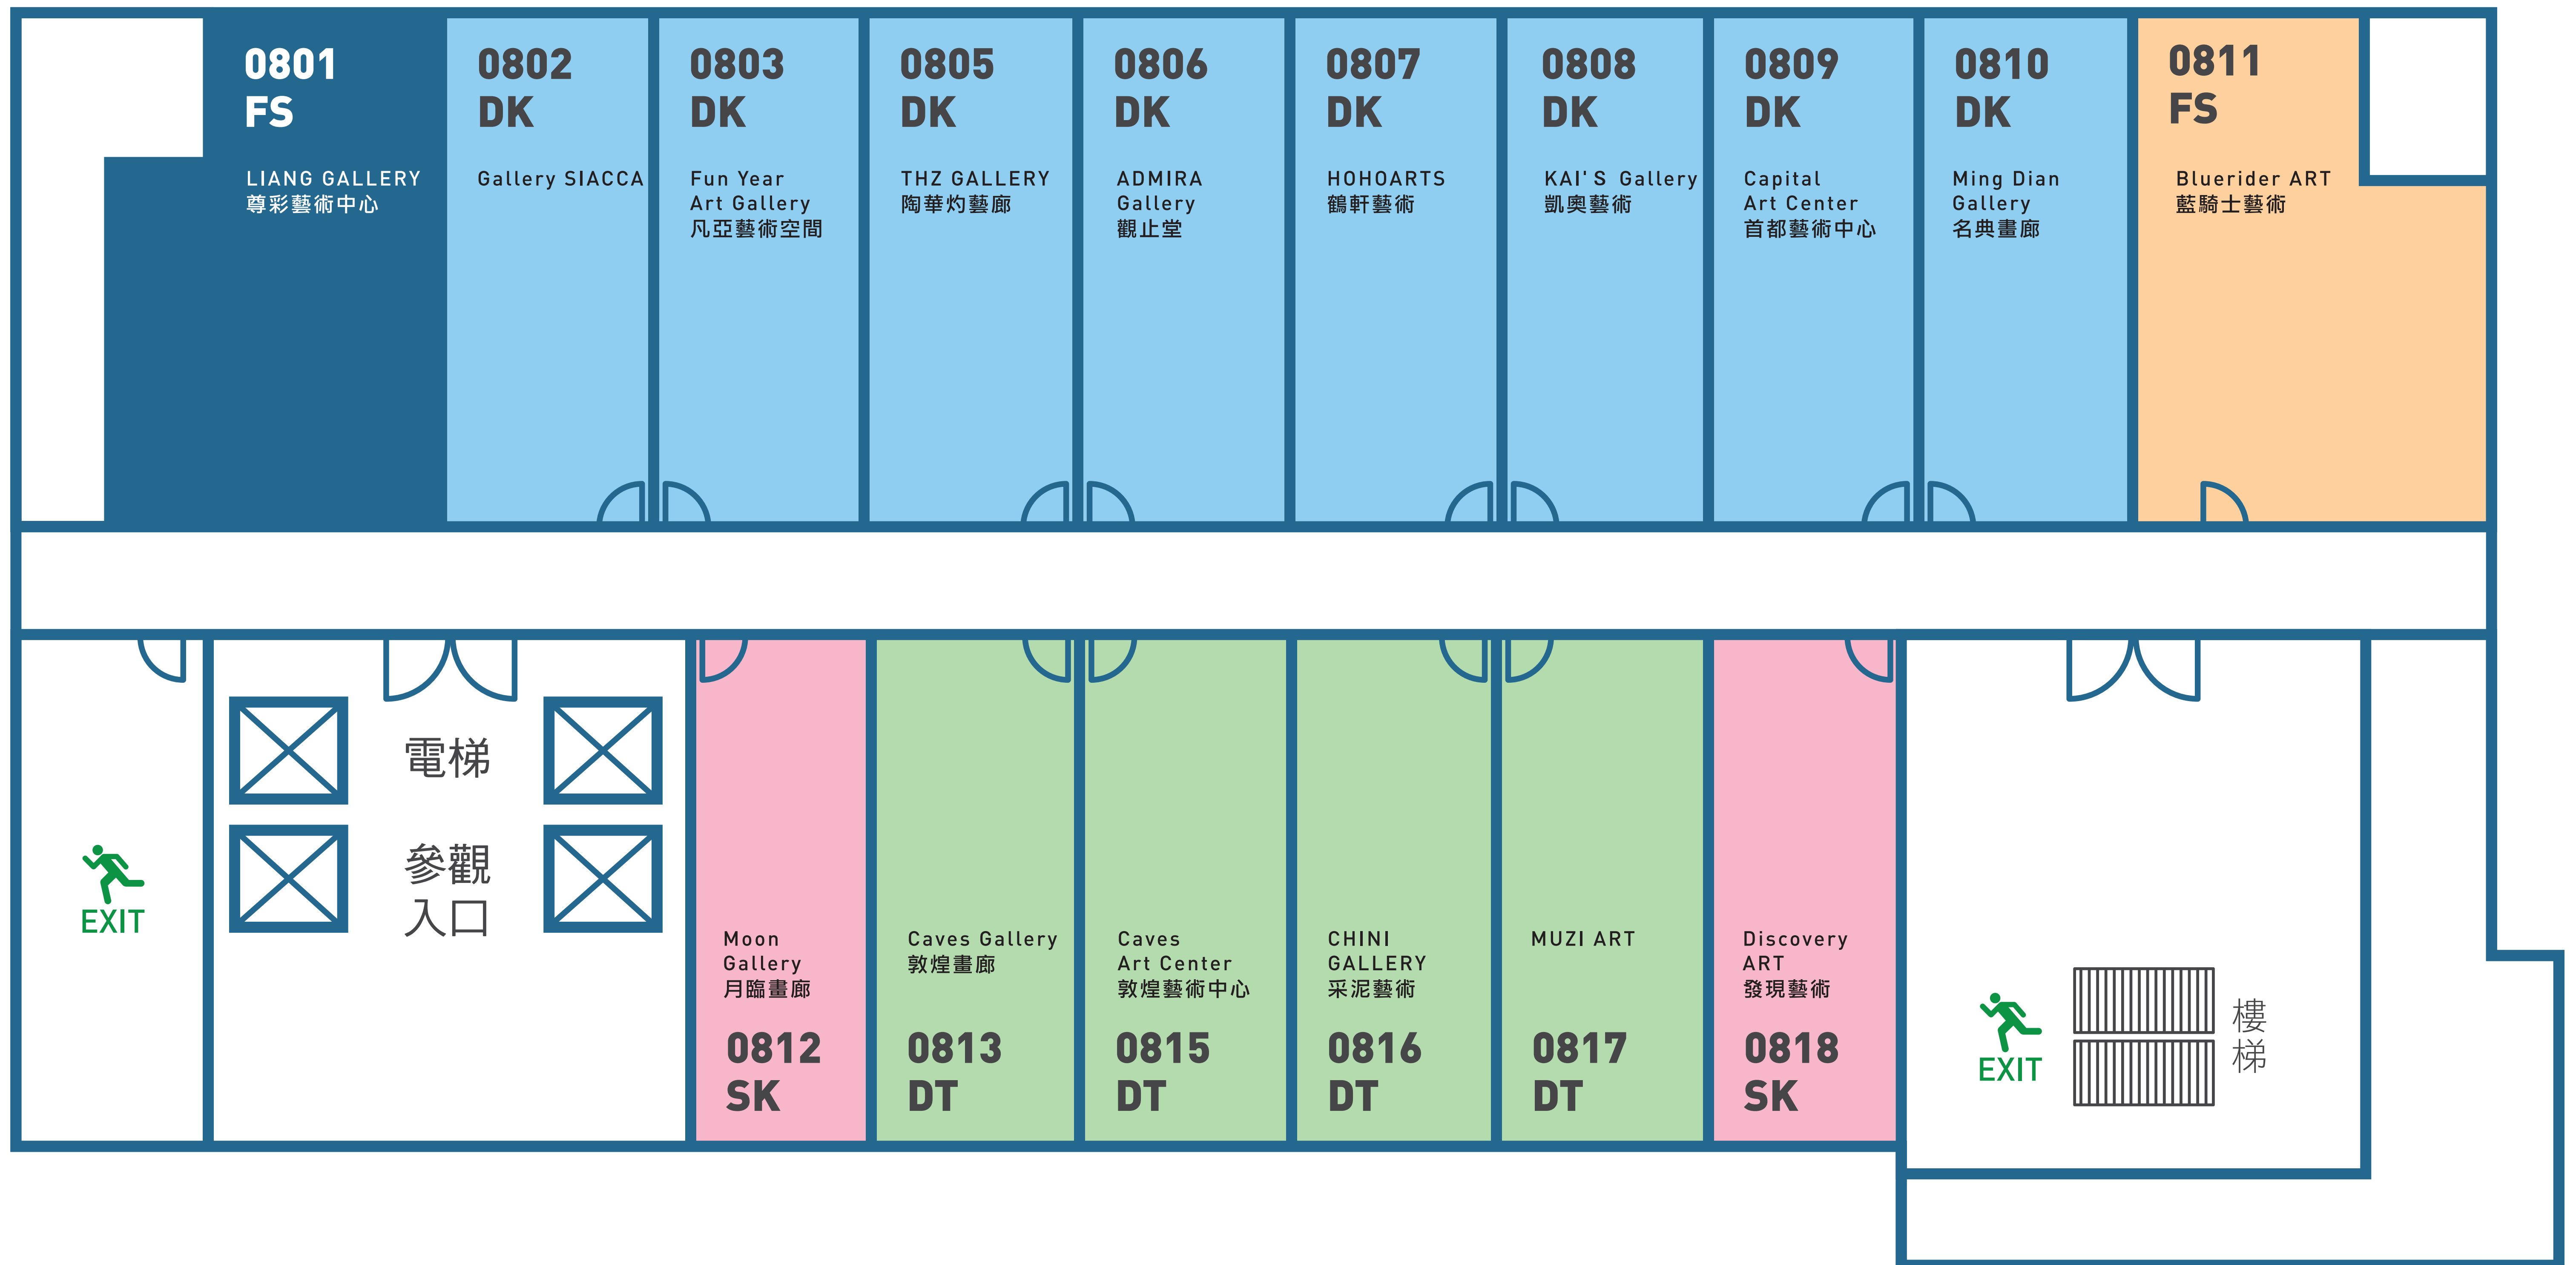 0801
FS
LIANG GALLERY
尊彩藝術中心
0802
DK
Gallery SIACCA
0803
DK
Fun Year
Art Gallery
凡亞藝術空間
0805
DK
THZ GALLERY
陶華灼藝廊
0806
DK
ADMIRA
Gallery
觀止堂
0807
DK
HOHOARTS
鶴軒藝術
0808
DK
KAI'S Gallery
凱奧藝術
0809
DK
Capital
Art Center
首都藝術中心
0810
DK
Ming Dian
Gallery
名典畫廊
0811
FS
Bluerider ART
藍騎士藝術
EXIT
電梯
參觀
入口
Moon
Gallery
月臨畫廊
0812
SK
Caves Gallery
敦煌畫廊
0813
DT
Caves
Art Center
敦煌藝術中心
0815
DT
CHINI
GALLERY
采泥藝術
0816
DT
MUZI ART
0817
DT
Discovery
ART
發現藝術
0818
SK
EXIT
樓梯